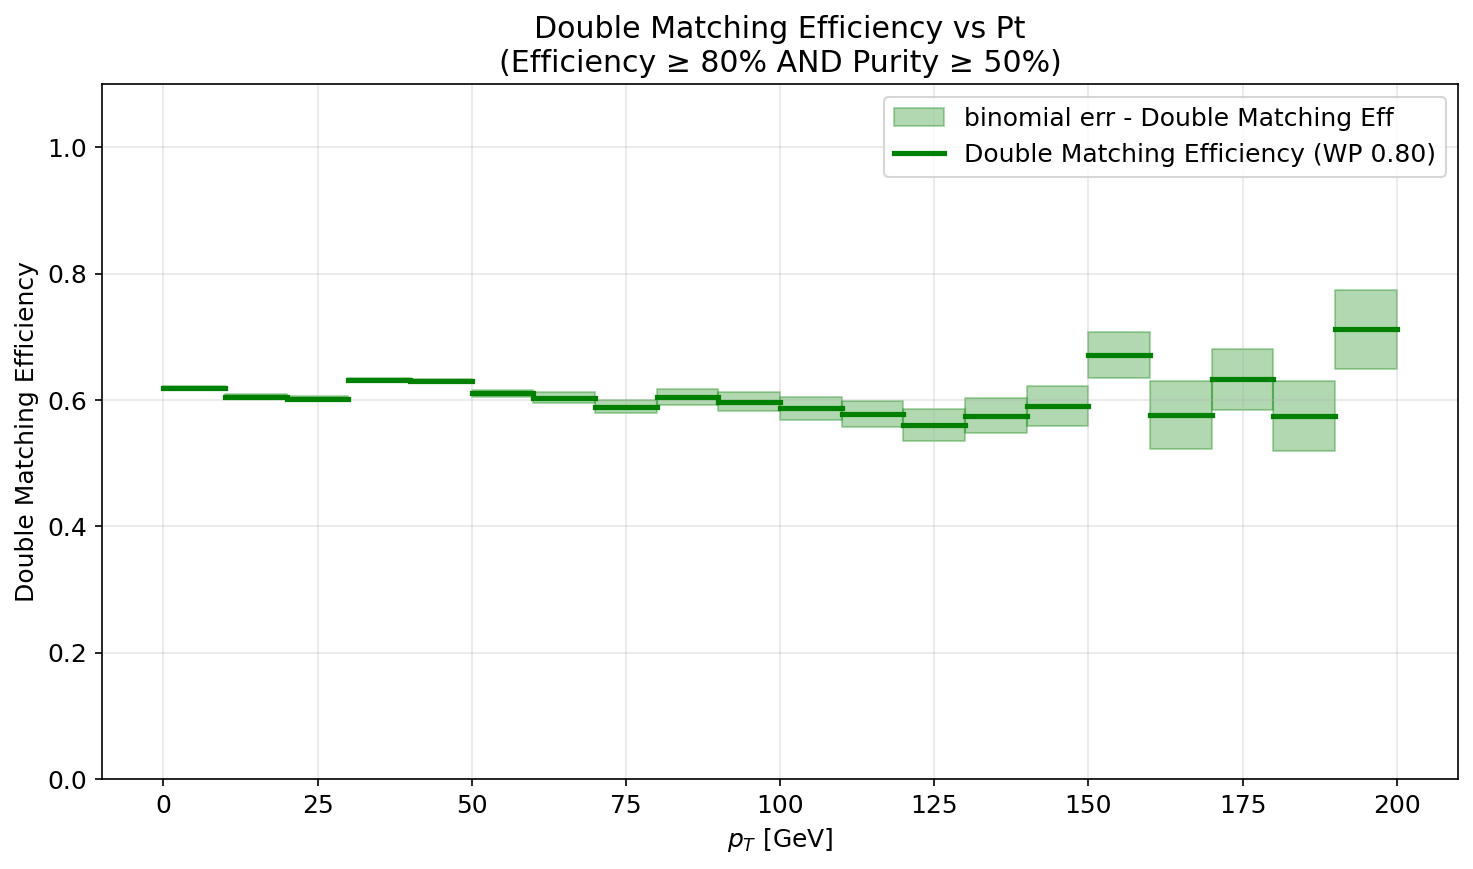 Double Matching Efficiency vs Pt
(Efficiency ≥ 80% AND Purity ≥ 50%)
binomial err - Double Matching Eff
Double Matching Efficiency (WP 0.80)
Double Matching Efficiency
1.0
0.8
0.6
0.4
0.2
0.0
0 25 50 75 100 125 150 175 200
p_T [GeV]